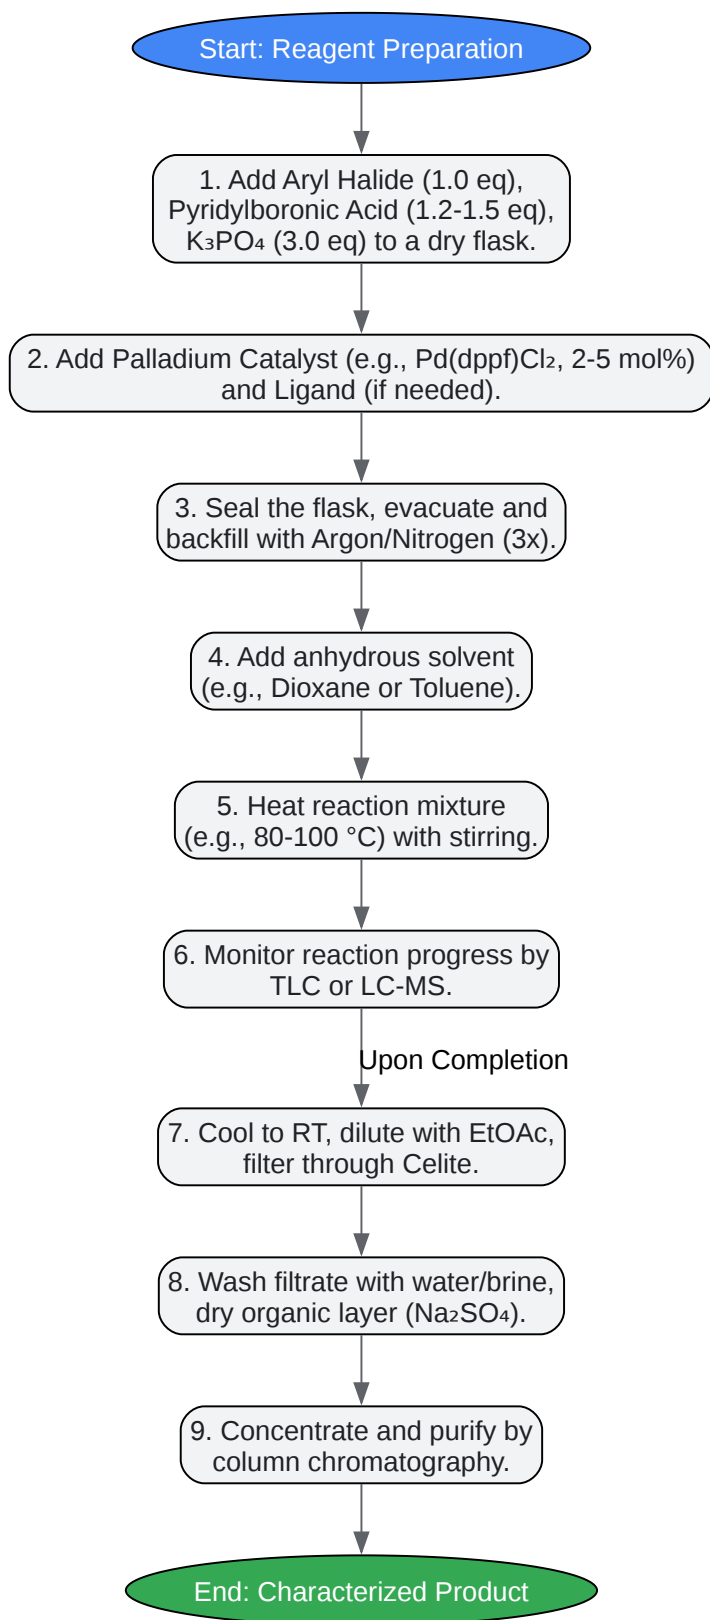 Start: Reagent Preparation
1. Add Aryl Halide (1.0 eq),
Pyridylboronic Acid (1.2-1.5 eq),
K₃PO₄ (3.0 eq) to a dry flask.
2. Add Palladium Catalyst (e.g., Pd(dppf)Cl₂, 2-5 mol%)
and Ligand (if needed).
3. Seal the flask, evacuate and
backfill with Argon/Nitrogen (3x).
4. Add anhydrous solvent
(e.g., Dioxane or Toluene).
5. Heat reaction mixture
(e.g., 80-100 °C) with stirring.
6. Monitor reaction progress by
TLC or LC-MS.
Upon Completion
7. Cool to RT, dilute with EtOAc,
filter through Celite.
8. Wash filtrate with water/brine,
dry organic layer (Na₂SO₄).
9. Concentrate and purify by
column chromatography.
End: Characterized Product